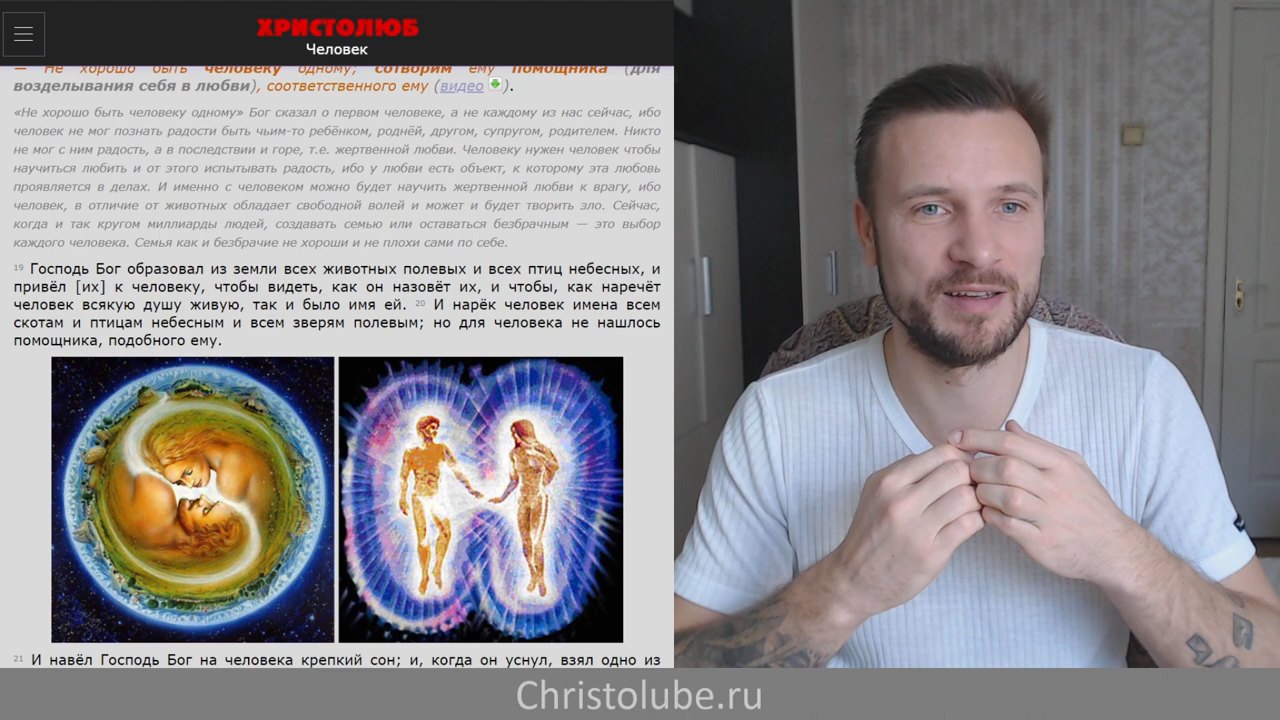 ХРИСТОЛЮБ
Человек
— Не хорошо быть человеку одному; сотворим ему помощника (для
возделывания себя в любви), соответственного ему (видео).
«Не хорошо быть человеку одному» Бог сказал о первом человеке, а не каждому из нас сейчас, ибо
человек не мог познать радости быть чьим-то ребёнком, роднёй, другом, супругом, родителем. Никто
не мог с ним радость, а в последствии и горе, т.е. жертвенной любви. Человеку нужен человек чтобы
научиться любить и от этого испытывать радость, ибо у любви есть объект, к которому эта любовь
проявляется в делах. И именно с человеком можно будет научить жертвенной любви к врагу, ибо
человек, в отличие от животных обладает свободной волей и может и будет творить зло. Сейчас,
когда и так кругом миллиарды людей, создавать семью или оставаться безбрачным — это выбор
каждого человека. Семья как и безбрачие не хороши и не плохи сами по себе.
19 Господь Бог образовал из земли всех животных полевых и всех птиц небесных, и
привёл [их] к человеку, чтобы видеть, как он назовёт их, и чтобы, как наречёт
человек всякую душу живую, так и было имя ей. 20 И нарёк человек имена всем
скотам и птицам небесным и всем зверям полевым; но для человека не нашлось
помощника, подобного ему.
21 И навёл Господь Бог на человека крепкий сон; и, когда он уснул, взял одно из
Christolube.ru